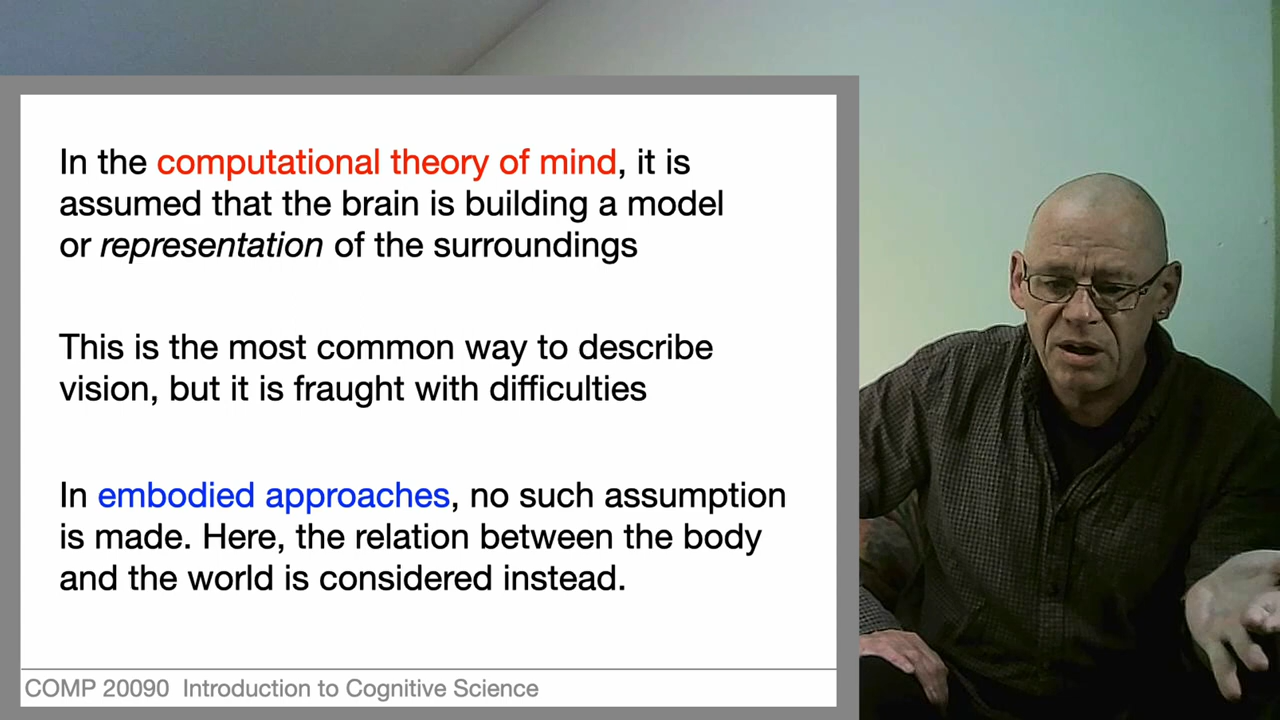 In the computational theory of mind, it is
assumed that the brain is building a model
or representation of the surroundings
This is the most common way to describe
vision, but it is fraught with difficulties
In embodied approaches, no such assumption
is made. Here, the relation between the body
and the world is considered instead.
COMP 20090 Introduction to Cognitive Science